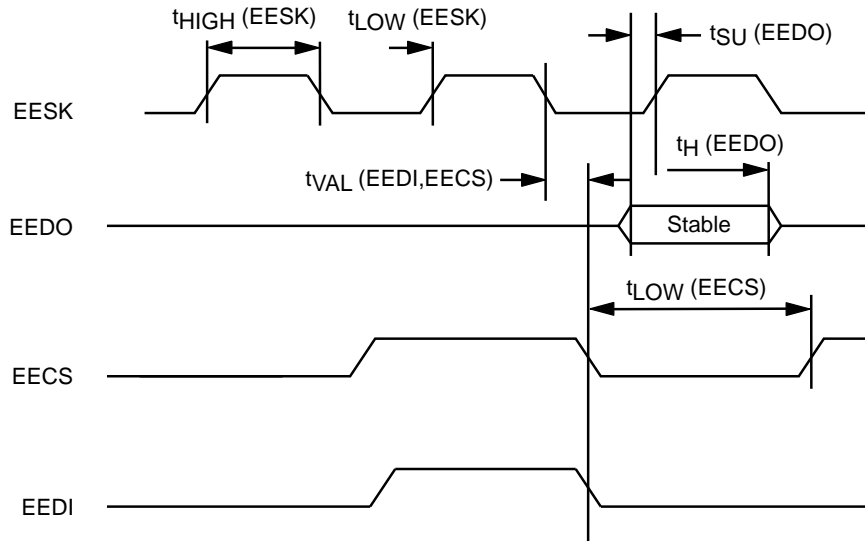 tHIGH (EESK)
tLOW (EESK)
tSU (EEDO)
EESK
tH (EEDO)
tVAL (EEDI,EECS)
EEDO
Stable
tLOW (EECS)
EECS
EEDI